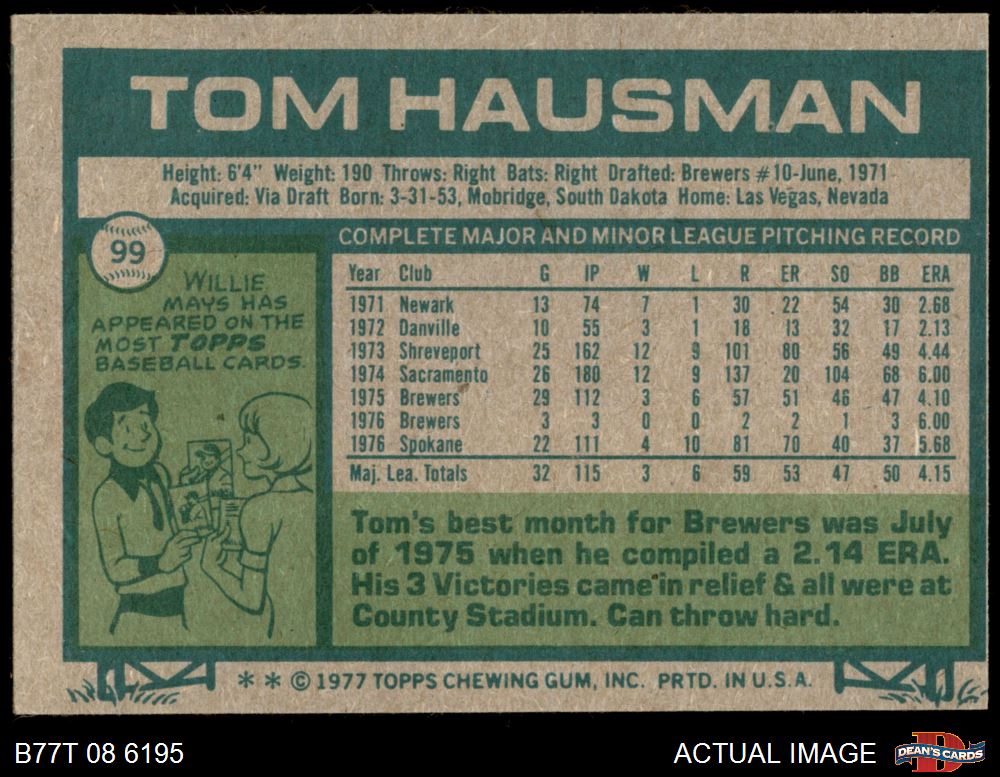 TOM HAUSMAN
Height: 6'4" Weight: 190 Throws: Right Bats: Right Drafted: Brewers #10-June, 1971
Acquired: Via Draft Born: 3-31-53, Mobridge, South Dakota Home: Las Vegas, Nevada
99
WILLIE
MAYS HAS
APPEARED ON THE
MOST TOPPS
BASEBALL CARDS.
COMPLETE MAJOR AND MINOR LEAGUE PITCHING RECORD
Year Club G IP W L R ER SO BB ERA
1971 Newark 13 74 7 1 30 22 54 30 2.68
1972 Danville 10 55 3 1 18 13 32 17 2.13
1973 Shreveport 25 162 12 9 101 80 56 49 4.44
1974 Sacramento 26 180 12 9 137 20 104 68 6.00
1975 Brewers 29 112 3 6 57 51 46 47 4.10
1976 Brewers 3 3 0 0 2 2 1 3 6.00
1976 Spokane 22 111 4 10 81 70 40 37 5.68
Maj. Lea. Totals 32 115 3 6 59 53 47 50 4.15
Tom's best month for Brewers was July
of 1975 when he compiled a 2.14 ERA.
His 3 Victories came in relief & all were at
County Stadium. Can throw hard.
* * © 1977 TOPPS CHEWING GUM, INC. PRTD. IN U.S.A.
B77T 08 6195
ACTUAL IMAGE
D
DEAN'S CARDS